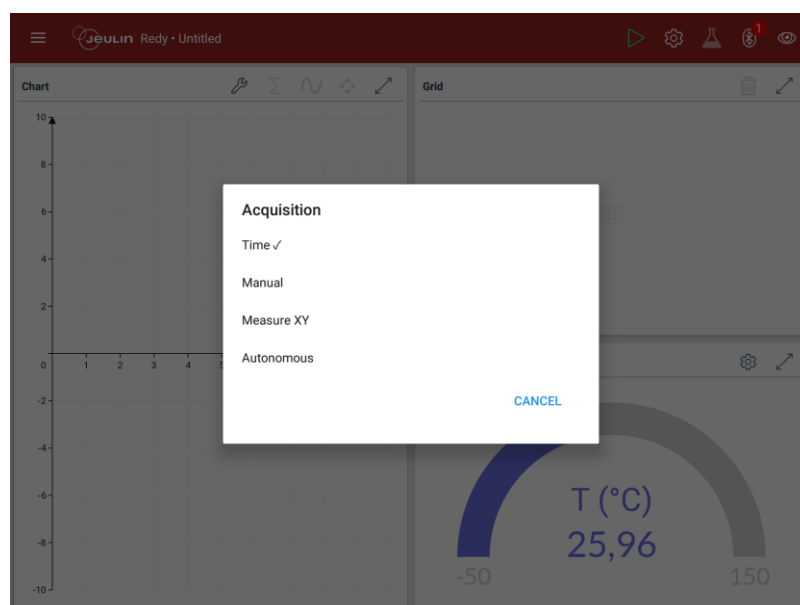 Jeulin Redy • Untitled
1
Chart
Grid
10
8
6
4
2
0 1 2 3 4
-2
-4
-6
-8
-10
Acquisition
Time ✓
Manual
Measure XY
Autonomous
CANCEL
T (°C)
25,96
-50 150